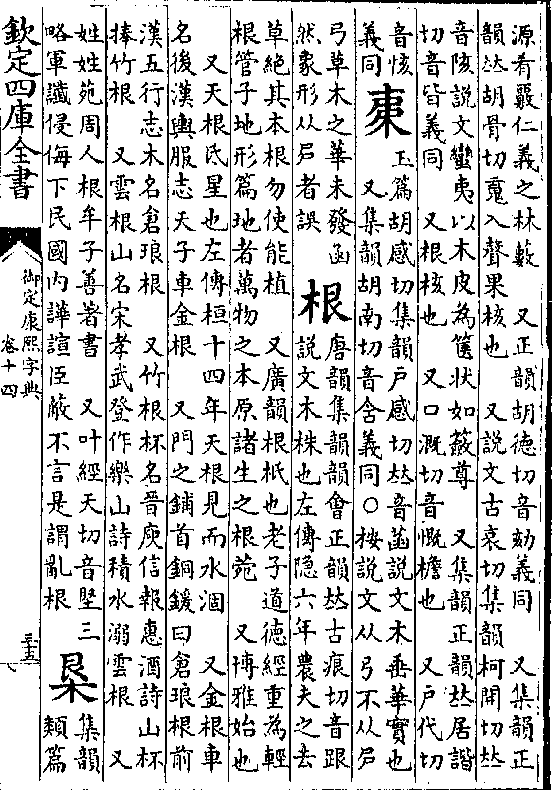 源有覈仁義之林藪　又正韻胡德切音劾義同　又集韻正
韻𠀤胡骨切䰟入聲果核也　又說文古哀切集韻柯開切𠀤
音陔說文蠻夷以木皮為篋狀如籢尊　又集韻正韻𠀤居諧
切音皆義同　又根核也　又口溉切音慨檐也　又戶代切
音㤥
義同
玉篇胡感切集韻戶感切𠀤音菡說文木垂華實也
又集韻胡南切音含義同○按說文从弓不从
弓草木之華未發函
然象形从者誤
根
唐韻集韻韻會正韻𠀤古痕切音跟
說文木株也左傳隱六年農夫之去
草絕其本根勿使能植　又廣韻根柢也老子道德經重為輕
根管子地形篇地者萬物之本原諸生之根菀　又博雅始也
又天根氐星也左傳桓十四年天根見而水涸　又金根車
名後漢輿服志天子車金根　又門之鋪首銅鍰曰倉琅根前
漢五行志木名倉琅根　又竹根杯名晉庾信報惠酒詩山杯
捧竹根　又雲根山名宋孝武登作樂山詩積水溺雲根　又
姓姓苑周人根牟子善著書　又叶經天切音堅三
略軍讖侵侮下民國內譁諠臣蔽不言是謂亂根
集韻
類篇
欽定四庫全書
御定康熙字典
卷十四
三十五